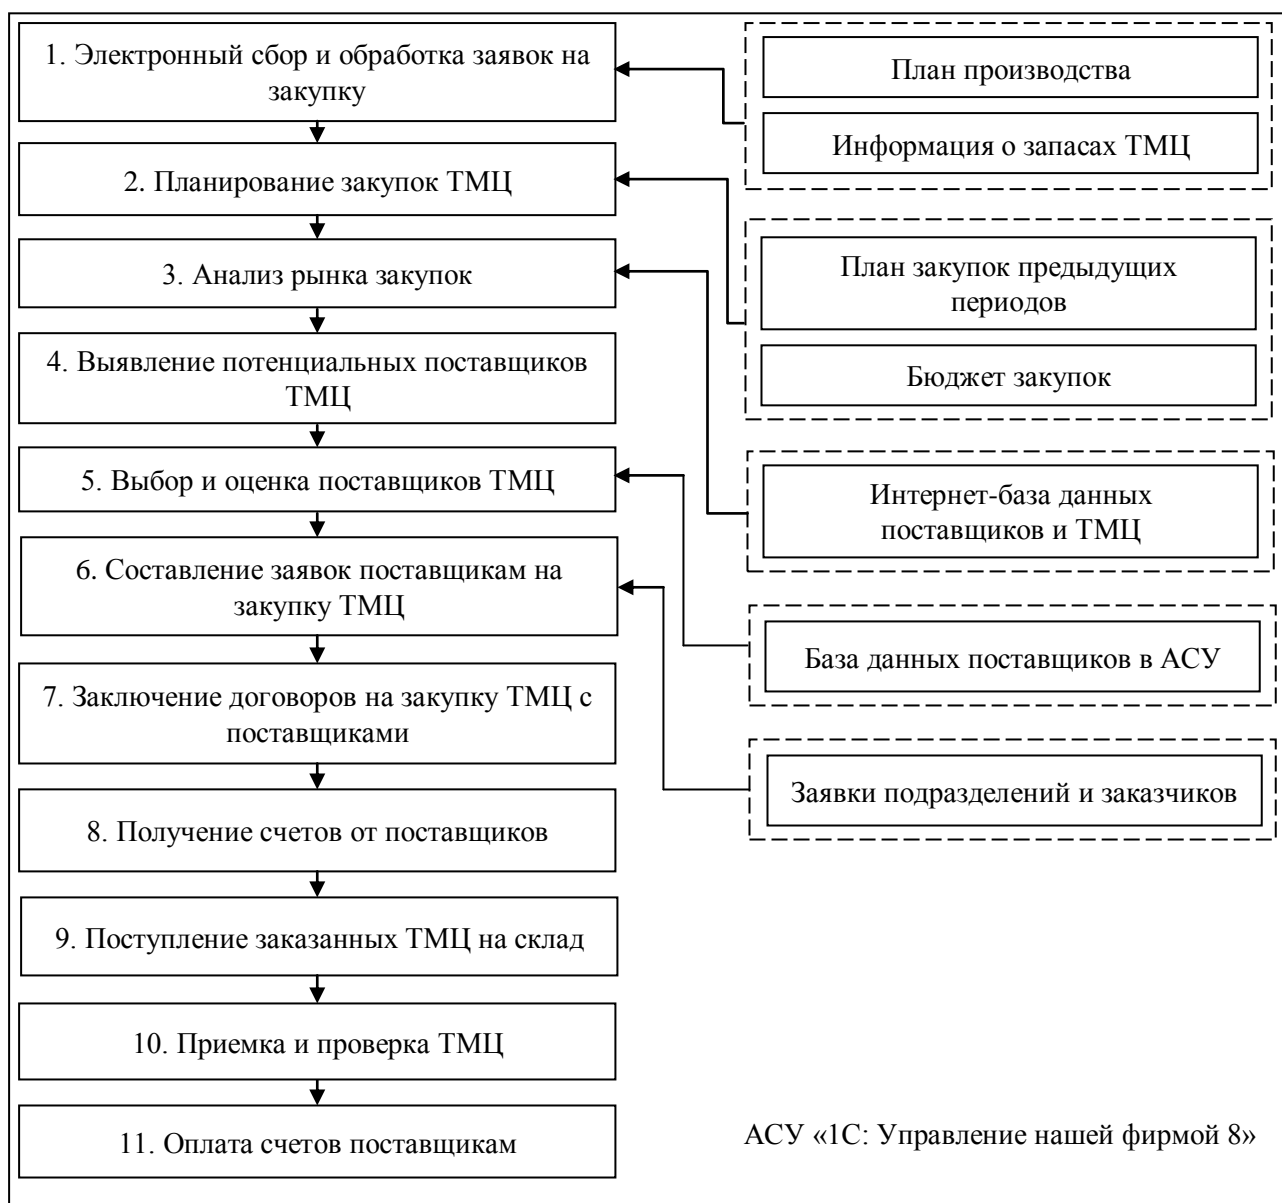 1. Электронный сбор и обработка заявок на
закупку
2. Планирование закупок ТМЦ
3. Анализ рынка закупок
4. Выявление потенциальных поставщиков
ТМЦ
5. Выбор и оценка поставщиков ТМЦ
6. Составление заявок поставщикам на
закупку ТМЦ
7. Заключение договоров на закупку ТМЦ с
поставщиками
8. Получение счетов от поставщиков
9. Поступление заказанных ТМЦ на склад
10. Приемка и проверка ТМЦ
11. Оплата счетов поставщикам
План производства
Информация о запасах ТМЦ
План закупок предыдущих
периодов
Бюджет закупок
Интернет-база данных
поставщиков и ТМЦ
База данных поставщиков в АСУ
Заявки подразделений и заказчиков
АСУ «1С: Управление нашей фирмой 8»